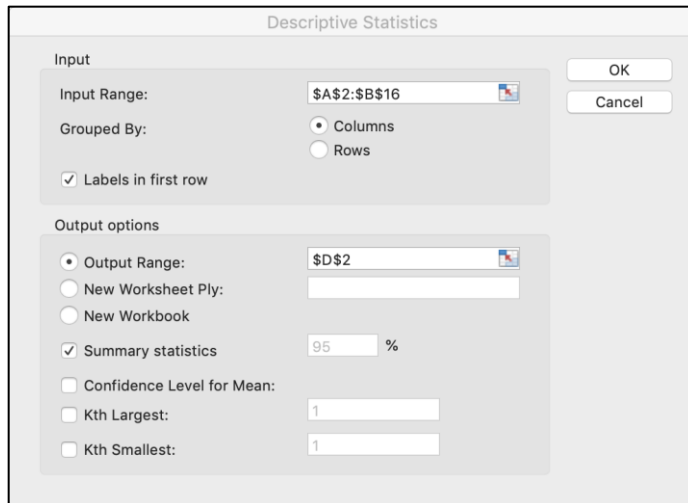 Descriptive Statistics
Input
Input Range: $A$2:$B$16
Grouped By: Columns
Rows
Labels in first row
OK
Cancel
Output options
Output Range: $D$2
New Worksheet Ply:
New Workbook
Summary statistics 95 %
Confidence Level for Mean:
Kth Largest: 1
Kth Smallest: 1